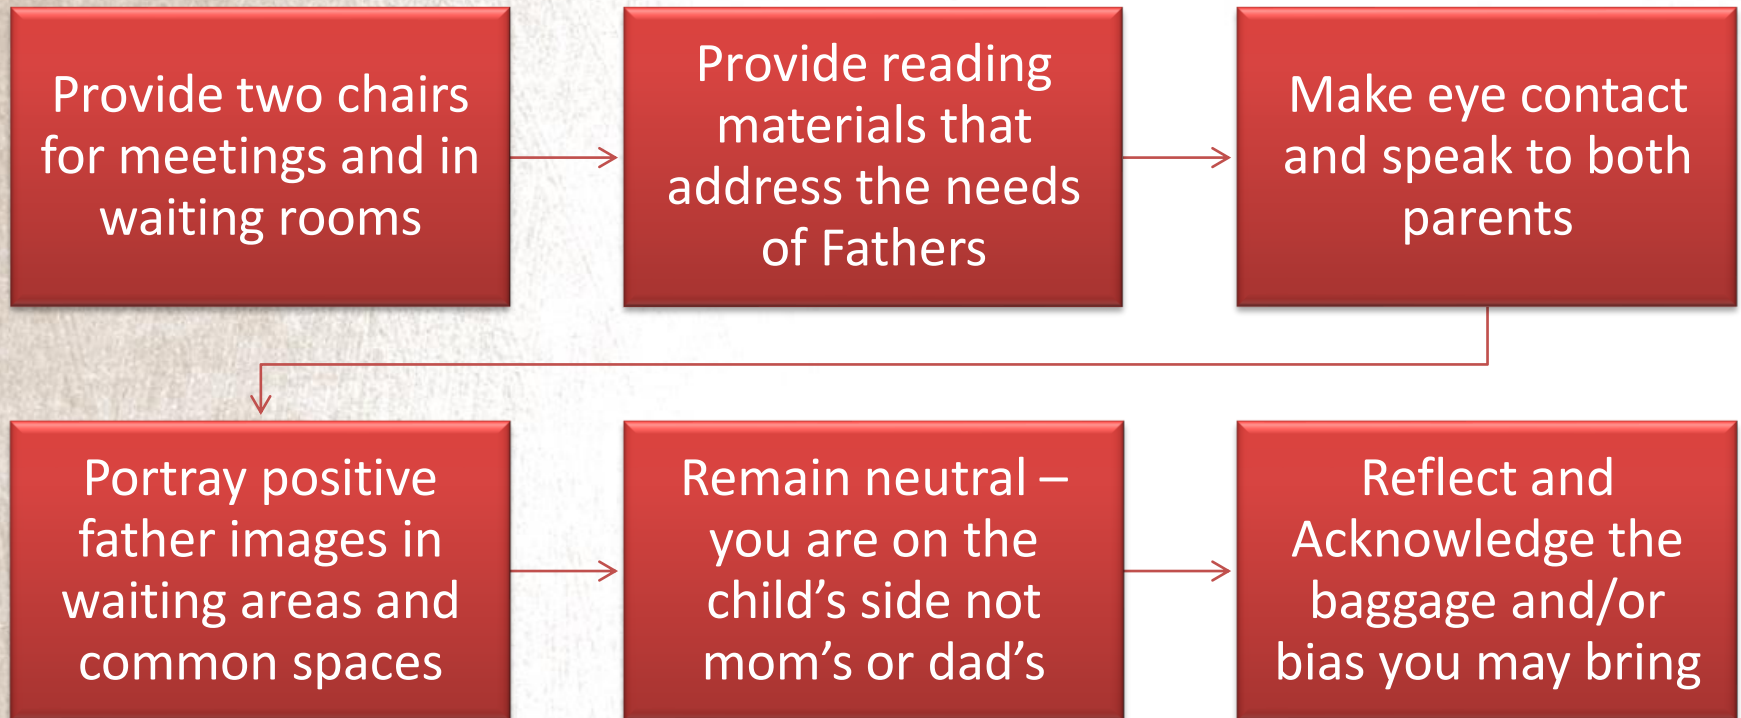 Provide two chairs
for meetings and in
waiting rooms
Provide reading
materials that
address the needs
of Fathers
Make eye contact
and speak to both
parents
Portray positive
father images in
waiting areas and
common spaces
Remain neutral –
you are on the
child’s side not
mom’s or dad’s
Reflect and
Acknowledge the
baggage and/or
bias you may bring